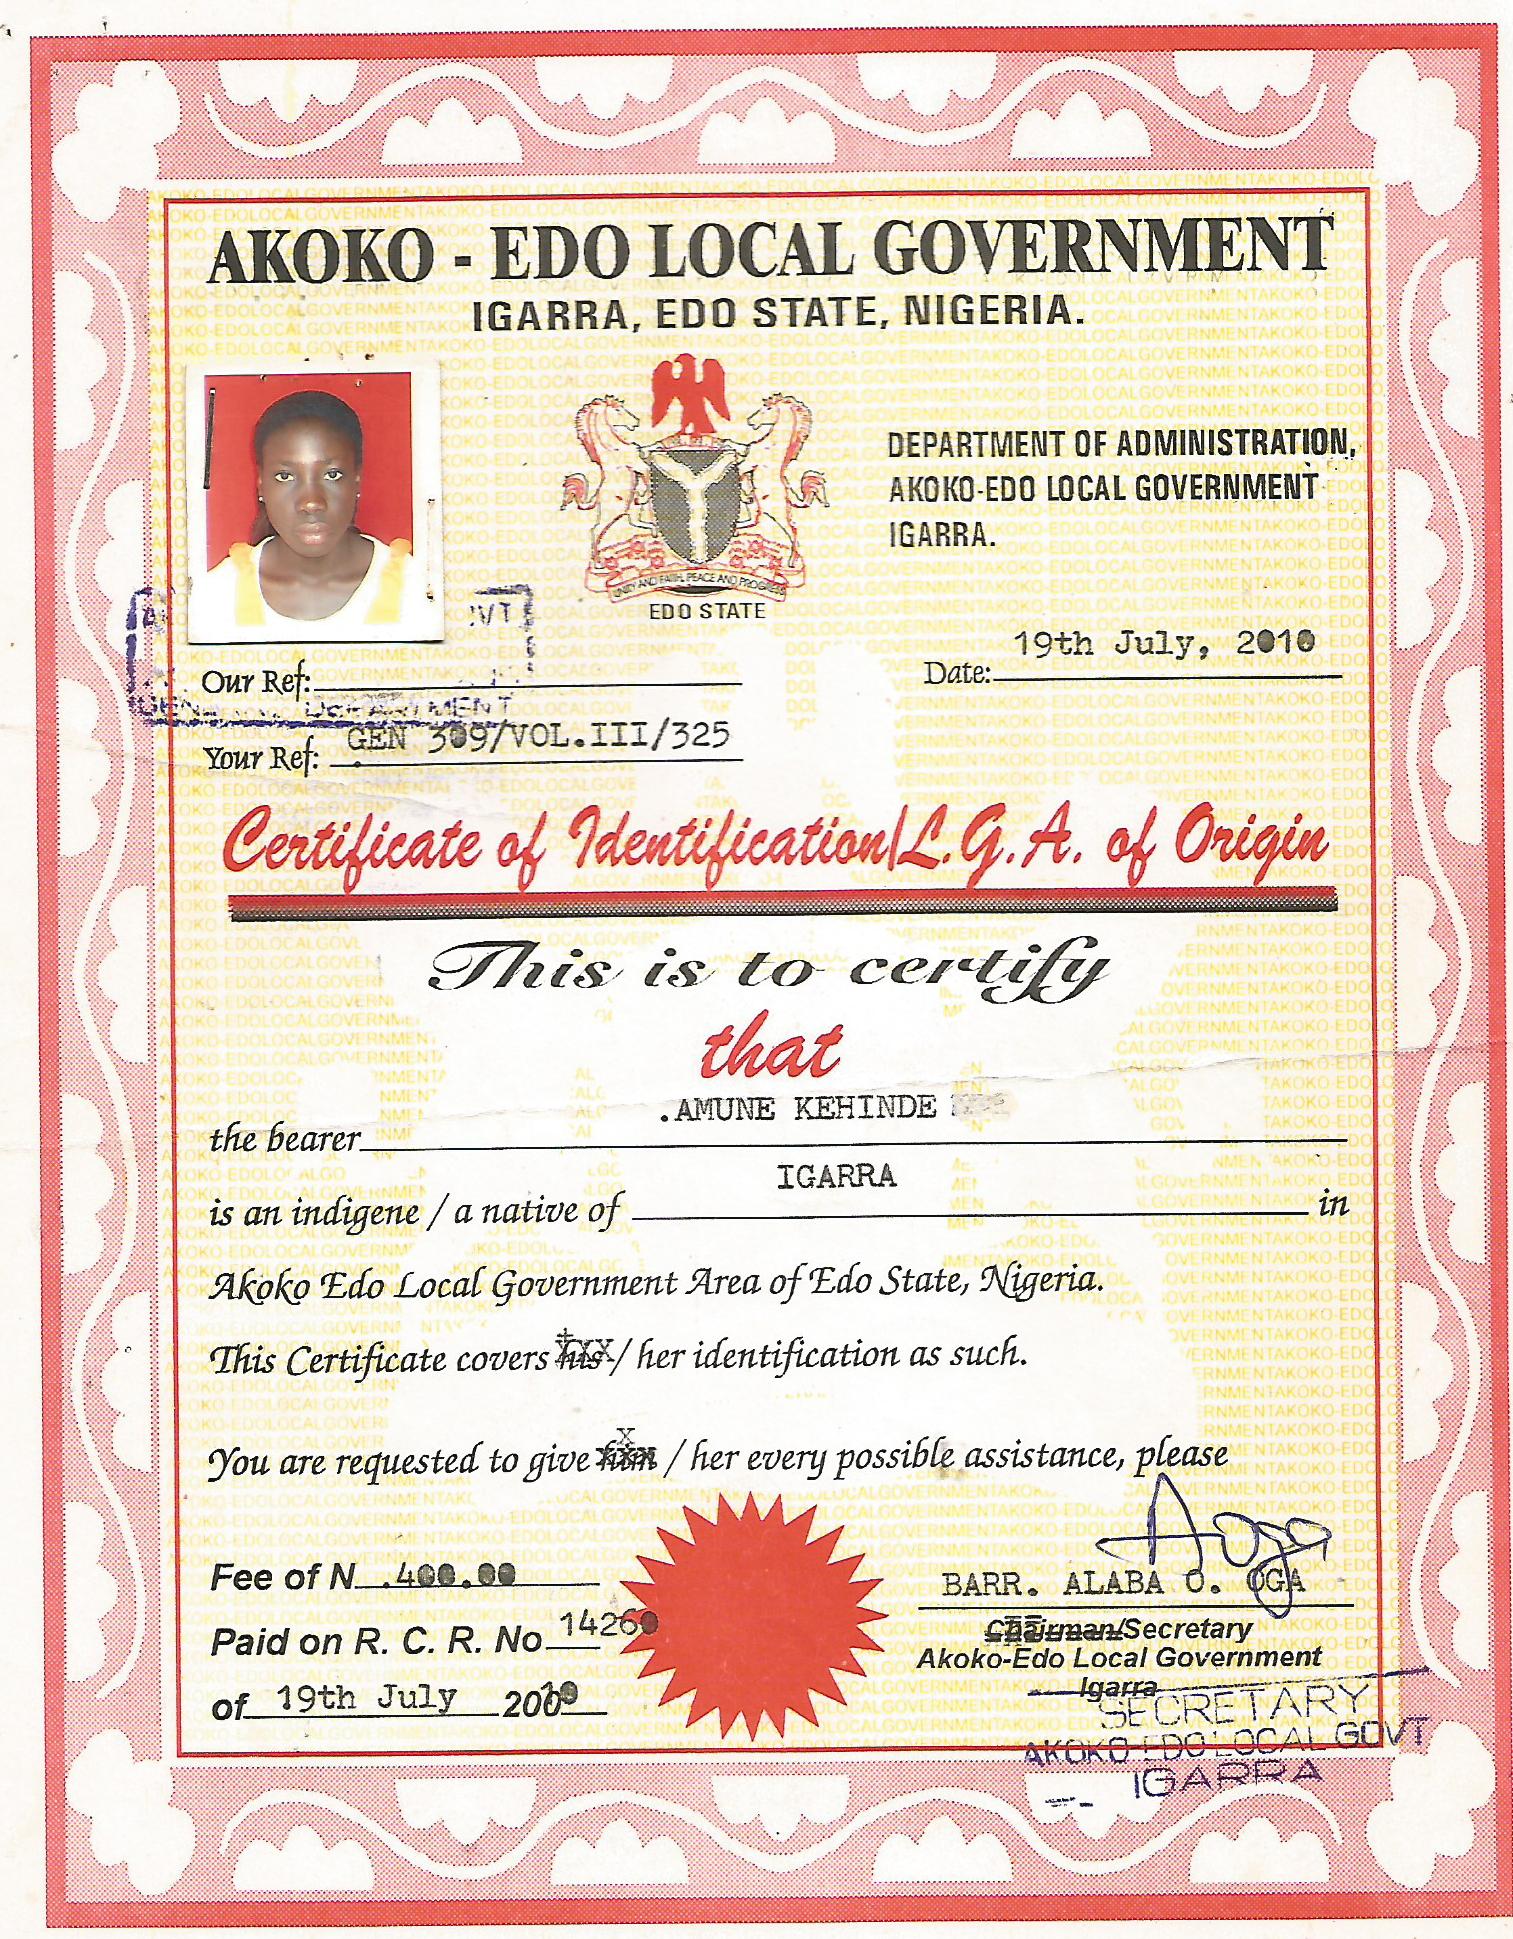 AKOKO - EDO LOCAL GOVERNMENT
IGARRA, EDO STATE, NIGERIA.
UNITY AND FAITH, PEACE AND PROGRESS
EDO STATE
DEPARTMENT OF ADMINISTRATION,
AKOKO-EDO LOCAL GOVERNMENT
IGARRA.
Date: 19th July, 2010
Our Ref:
Your Ref: GEN 309/VOL.III/325
Certificate of Identification/L.G.A. of Origin
This is to certify
that
the bearer .AMUNE KEHINDE
is an indigene / a native of IGARRA in
Akoko Edo Local Government Area of Edo State, Nigeria.
This Certificate covers his / her identification as such.
You are requested to give him / her every possible assistance, please
Fee of N .400.00
Paid on R. C. R. No 14260
of 19th July 2010
BARR. ALABA O. OGA
Chairman/Secretary
Akoko-Edo Local Government
Igarra
SECRETARY
AKOKO-EDO LOCAL GOVT
IGARRA